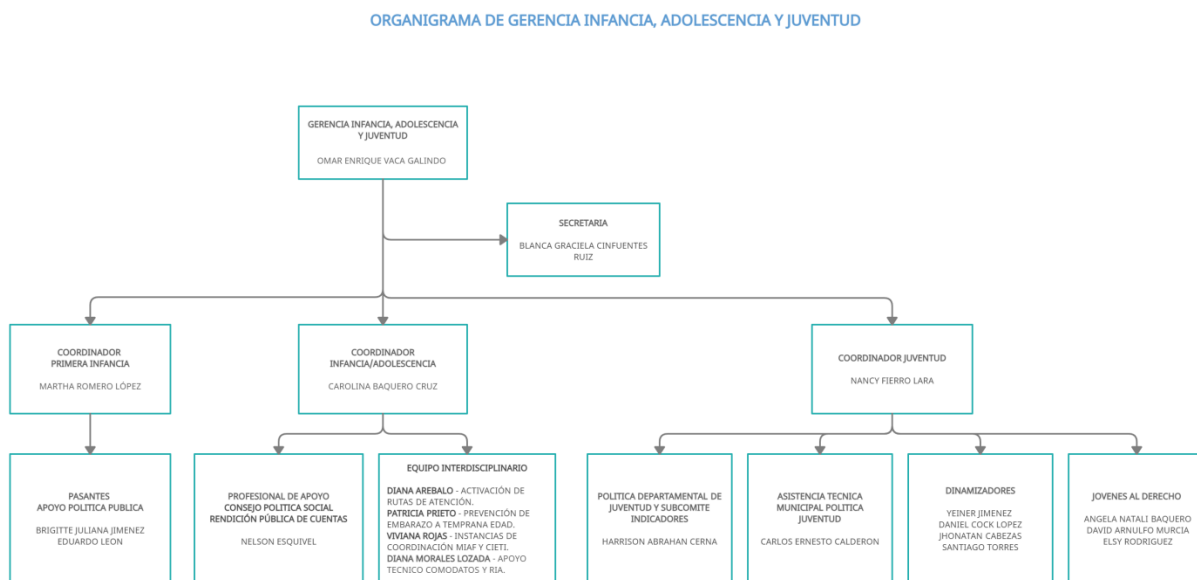 ORGANIGRAMA DE GERENCIA INFANCIA, ADOLESCENCIA Y JUVENTUD
GERENCIA INFANCIA, ADOLESCENCIA
Y JUVENTUD
OMAR ENRIQUE VACA GALINDO
SECRETARIA
BLANCA GRACIELA CINFUENTES
RUIZ
COORDINADOR
PRIMERA INFANCIA
MARTHA ROMERO LÓPEZ
COORDINADOR
INFANCIA/ADOLESCENCIA
CAROLINA BAQUERO CRUZ
COORDINADOR JUVENTUD
NANCY FIERRO LARA
PASANTES
APOYO POLITICA PUBLICA
BRIGITTE JULIANA JIMENEZ
EDUARDO LEON
PROFESIONAL DE APOYO
CONSEJO POLITICA SOCIAL
RENDICIÓN PÚBLICA DE CUENTAS
NELSON ESQUIVEL
EQUIPO INTERDISCIPLINARIO
DIANA AREBALO - ACTIVACIÓN DE
RUTAS DE ATENCIÓN.
PATRICIA PRIETO - PREVENCIÓN DE
EMBARAZO A TEMPRANA EDAD.
VIVIANA ROJAS - INSTANCIAS DE
COORDINACIÓN MIAF Y CIETI.
DIANA MORALES LOZADA - APOYO
TECNICO COMODATOS Y RIA.
POLITICA DEPARTAMENTAL DE
JUVENTUD Y SUBCOMITE
INDICADORES
HARRISON ABRAHAN CERNA
ASISTENCIA TECNICA
MUNICIPAL POLITICA
JUVENTUD
CARLOS ERNESTO CALDERON
DINAMIZADORES
YEINER JIMENEZ
DANIEL COCK LOPEZ
JHONATAN CABEZAS
SANTIAGO TORRES
JOVENES AL DERECHO
ANGELA NATALI BAQUERO
DAVID ARNULFO MURCIA
ELSY RODRIGUEZ